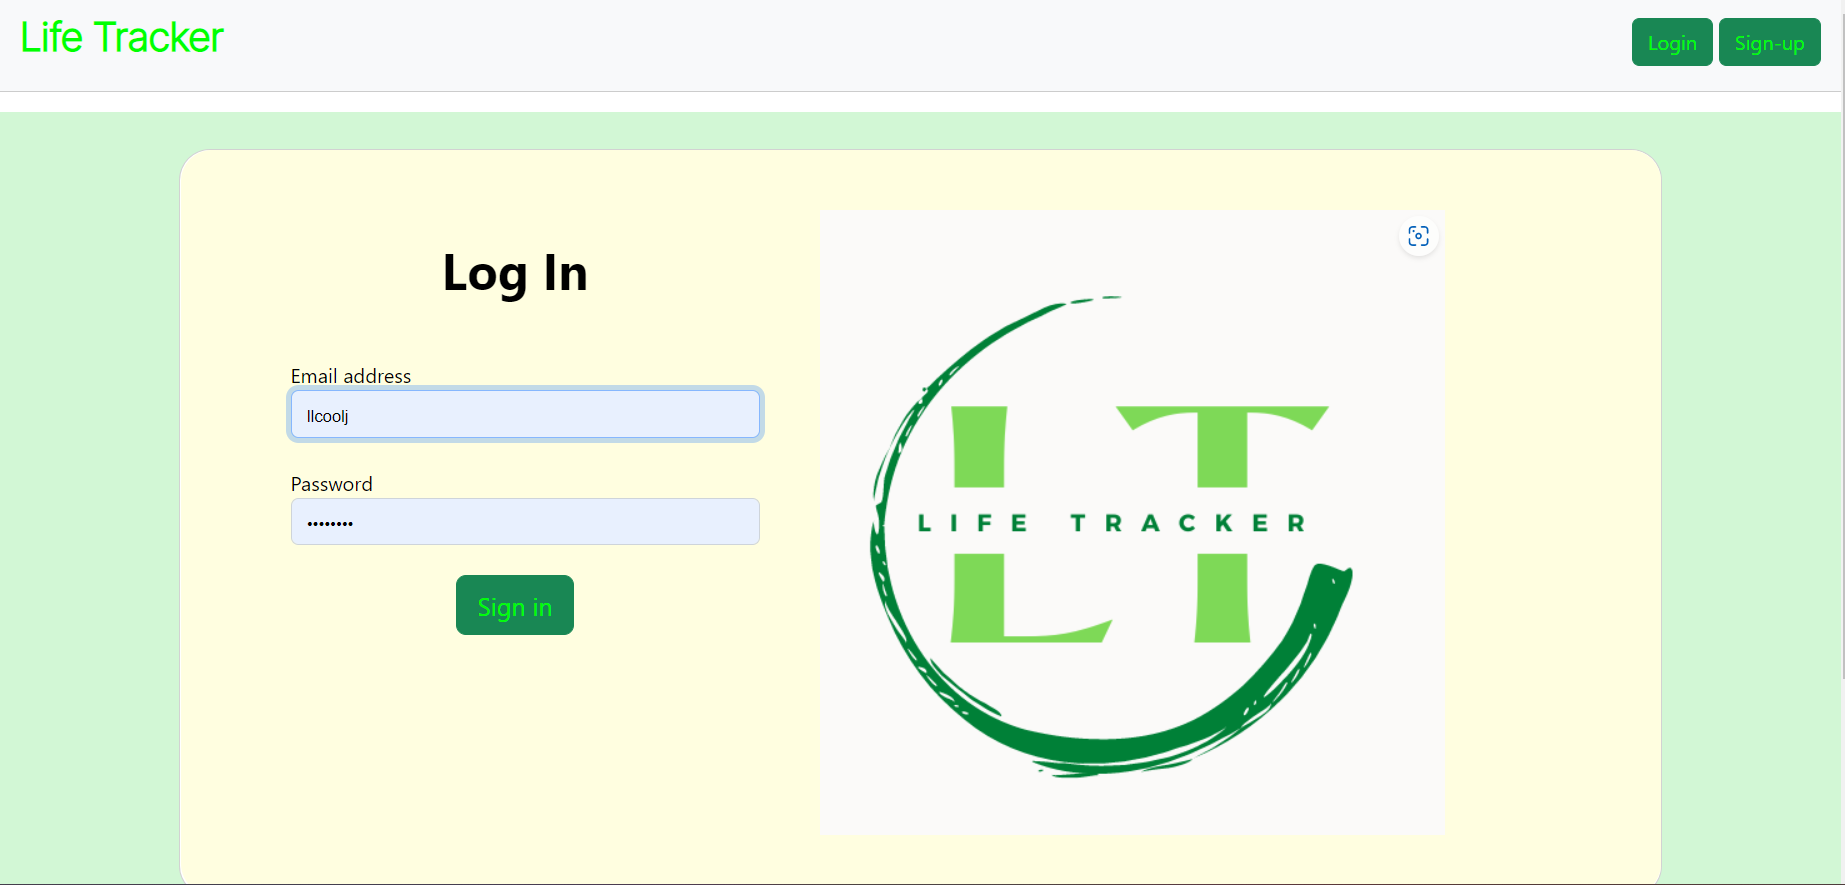 Life Tracker
Login
Sign-up
Log In
Email address
llcoolj
Password
••••••••
Sign in
LT
LIFE TRACKER